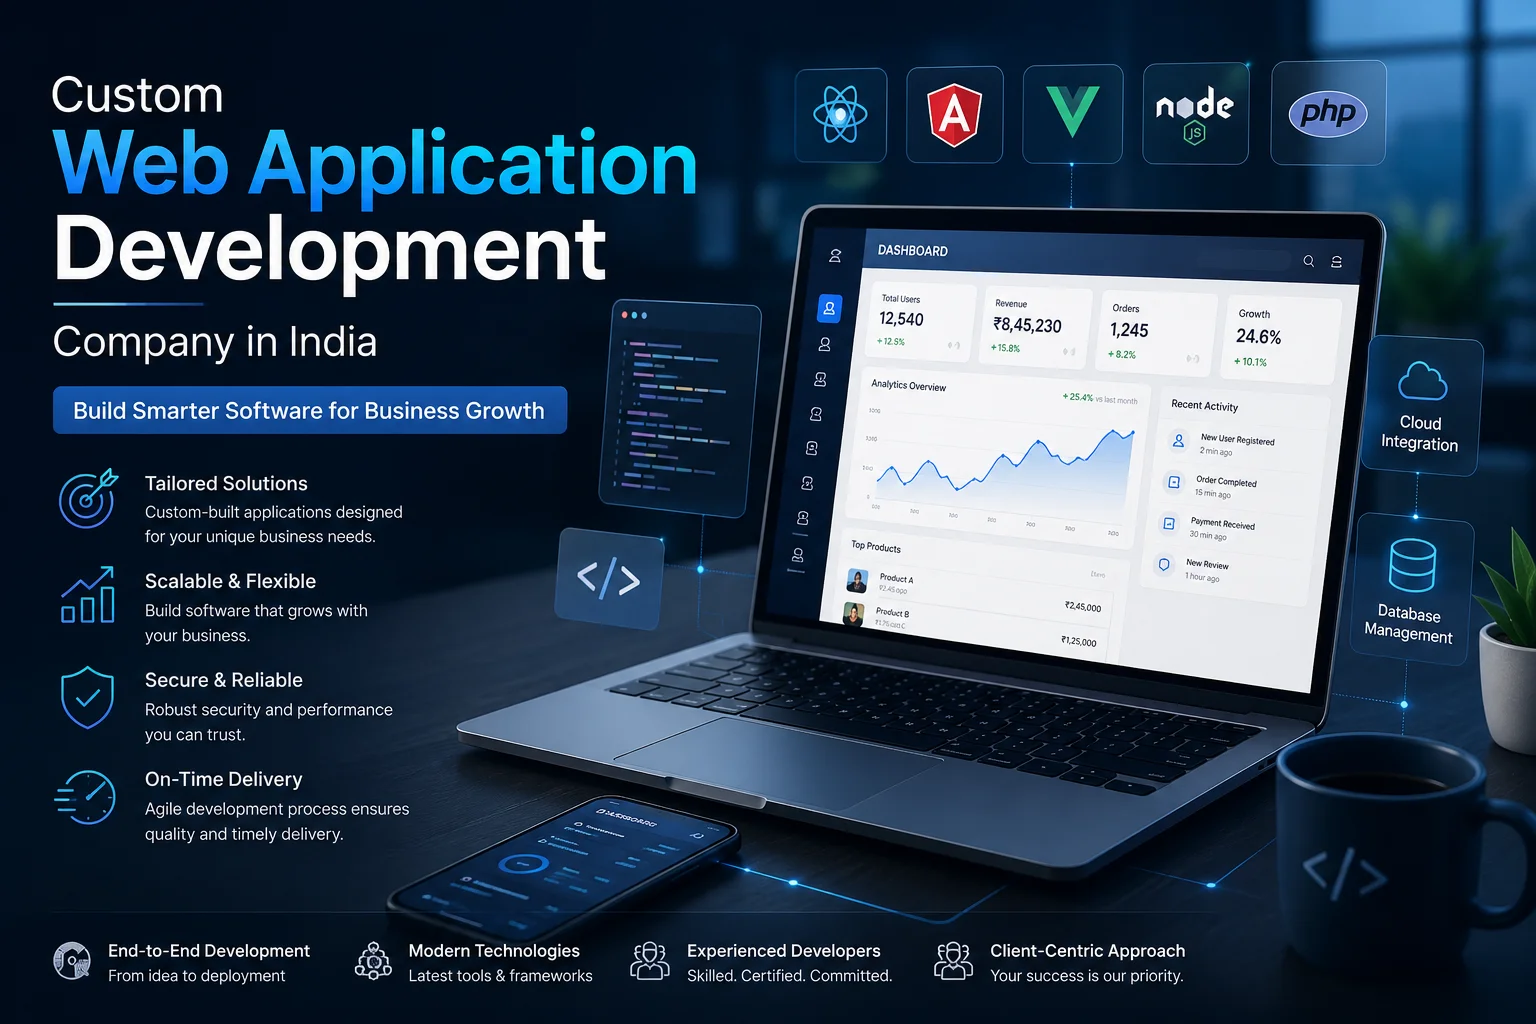 Custom
Web Application
Development
Company in India
Build Smarter Software for Business Growth
Tailored Solutions
Custom-built applications designed
for your unique business needs.
Scalable & Flexible
Build software that grows with
your business.
Secure & Reliable
Robust security and performance
you can trust.
On-Time Delivery
Agile development process ensures
quality and timely delivery.
node
JS
php
</>
DASHBOARD
Total Users
12,540
+12.5%
Revenue
₹8,45,230
+15.8%
Orders
1,245
+8.2%
Growth
24.6%
+10.1%
Analytics Overview
+25.4% vs last month
Recent Activity
New User Registered
2 min ago
Order Completed
15 min ago
Payment Received
30 min ago
New Review
1 hour ago
Top Products
Product A
₹2,45,000
Product B
₹1,25,000
Cloud
Integration
Database
Management
</>
End-to-End Development
From idea to deployment
Modern Technologies
Latest tools & frameworks
Experienced Developers
Skilled. Certified. Committed.
Client-Centric Approach
Your success is our priority.